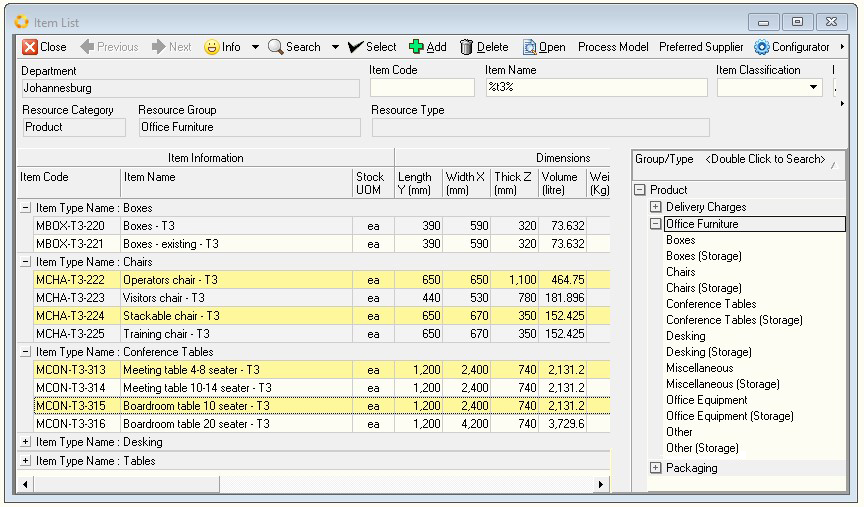 Item List
Close Previous Next Info Search Select Add Delete Open Process Model Preferred Supplier Configurator
Department Item Code Item Name Item Classification
Johannesburg %t3%
Resource Category Resource Group Resource Type
Product Office Furniture
Item Information Dimensions
Item Code Item Name Stock UOM Length Y (mm) Width X (mm) Thick Z (mm) Volume (litre) Wei (Kg)
Item Type Name : Boxes
MBOX-T3-220 Boxes - T3 ea 390 590 320 73.632
MBOX-T3-221 Boxes - existing - T3 ea 390 590 320 73.632
Item Type Name : Chairs
MCHA-T3-222 Operators chair - T3 ea 650 650 1,100 464.75
MCHA-T3-223 Visitors chair - T3 ea 440 530 780 181.896
MCHA-T3-224 Stackable chair - T3 ea 650 670 350 152.425
MCHA-T3-225 Training chair - T3 ea 650 670 350 152.425
Item Type Name : Conference Tables
MCON-T3-313 Meeting table 4-8 seater - T3 ea 1,200 2,400 740 2,131.2
MCON-T3-314 Meeting table 10-14 seater - T3 ea 1,200 2,400 740 2,131.2
MCON-T3-315 Boardroom table 10 seater - T3 ea 1,200 2,400 740 2,131.2
MCON-T3-316 Boardroom table 20 seater - T3 ea 1,200 4,200 740 3,729.6
Item Type Name : Desking
Item Type Name : Tables
Group/Type <Double Click to Search>
Product
Delivery Charges
Office Furniture
Boxes
Boxes (Storage)
Chairs
Chairs (Storage)
Conference Tables
Conference Tables (Storage)
Desking
Desking (Storage)
Miscellaneous
Miscellaneous (Storage)
Office Equipment
Office Equipment (Storage)
Other
Other (Storage)
Packaging